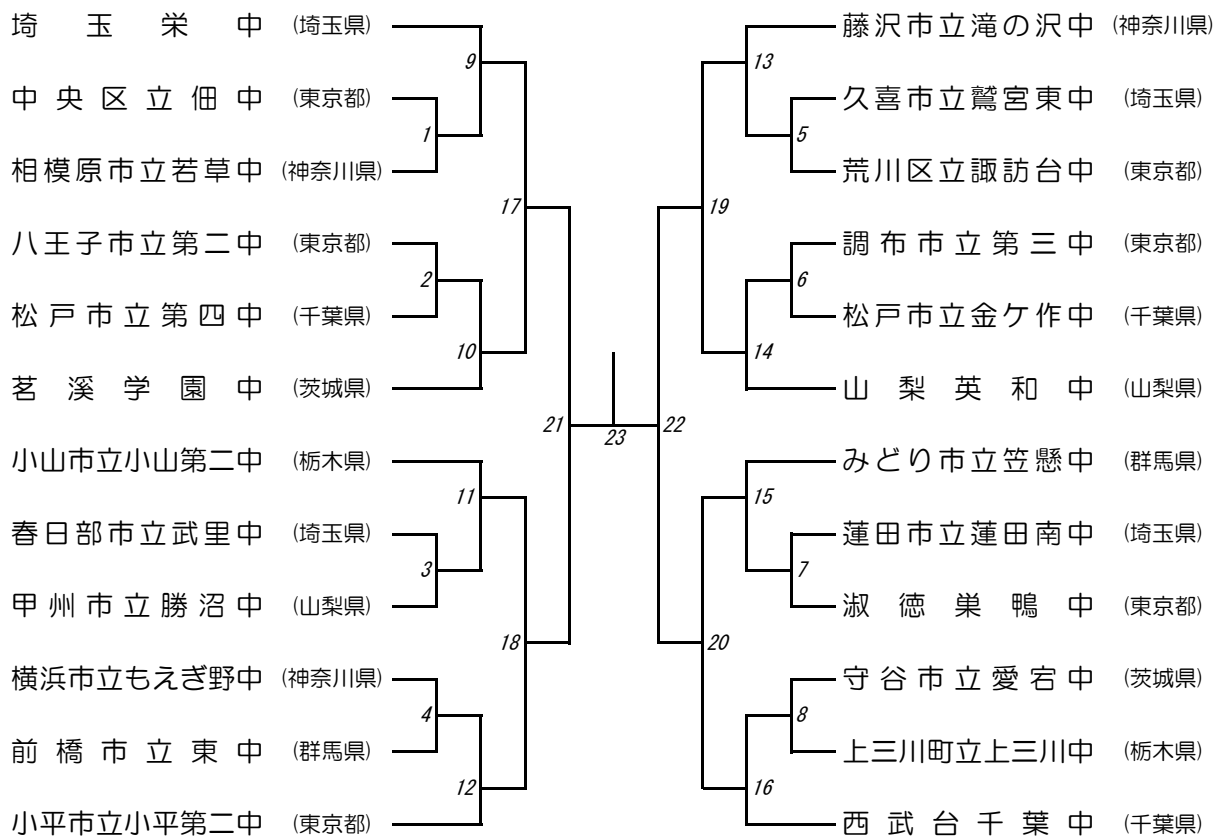 埼玉栄中 (埼玉県)
9
中央区立佃中 (東京都)
1
相模原市立若草中 (神奈川県)
17
八王子市立第二中 (東京都)
2
松戸市立第四中 (千葉県)
10
茗溪学園中 (茨城県)
21
小山市立小山第二中 (栃木県)
11
春日部市立武里中 (埼玉県)
3
甲州市立勝沼中 (山梨県)
18
横浜市立もえぎ野中 (神奈川県)
4
前橋市立東中 (群馬県)
12
小平市立小平第二中 (東京都)
23
藤沢市立滝の沢中 (神奈川県)
13
久喜市立鷲宮東中 (埼玉県)
5
荒川区立諏訪台中 (東京都)
19
調布市立第三中 (東京都)
6
松戸市立金ケ作中 (千葉県)
14
山梨英和中 (山梨県)
22
みどり市立笠懸中 (群馬県)
15
蓮田市立蓮田南中 (埼玉県)
7
淑徳巣鴨中 (東京都)
20
守谷市立愛宕中 (茨城県)
8
上三川町立上三川中 (栃木県)
16
西武台千葉中 (千葉県)